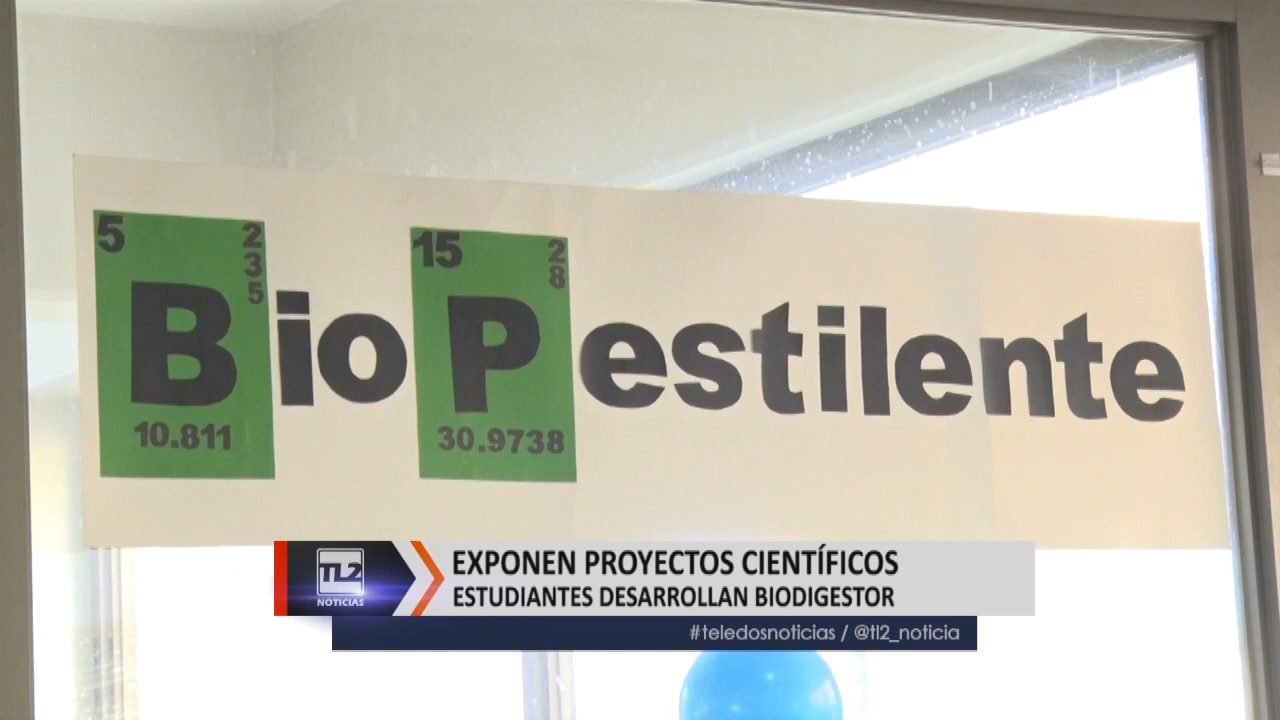 5 2
3
5
15 2
8
BioPestilente
10.811 30.9738
EXPONEN PROYECTOS CIENTÍFICOS
TL2
NOTICIAS
ESTUDIANTES DESARROLLAN BIODIGESTOR
#teledosnoticias / @tl2_noticia